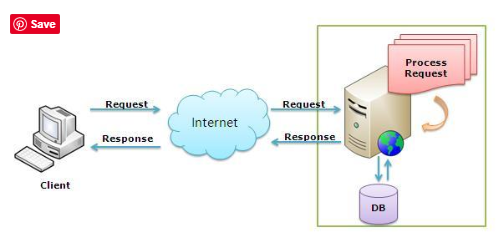 Save
Process
Request
Request
Request
Internet
Response
Response
Client
DB